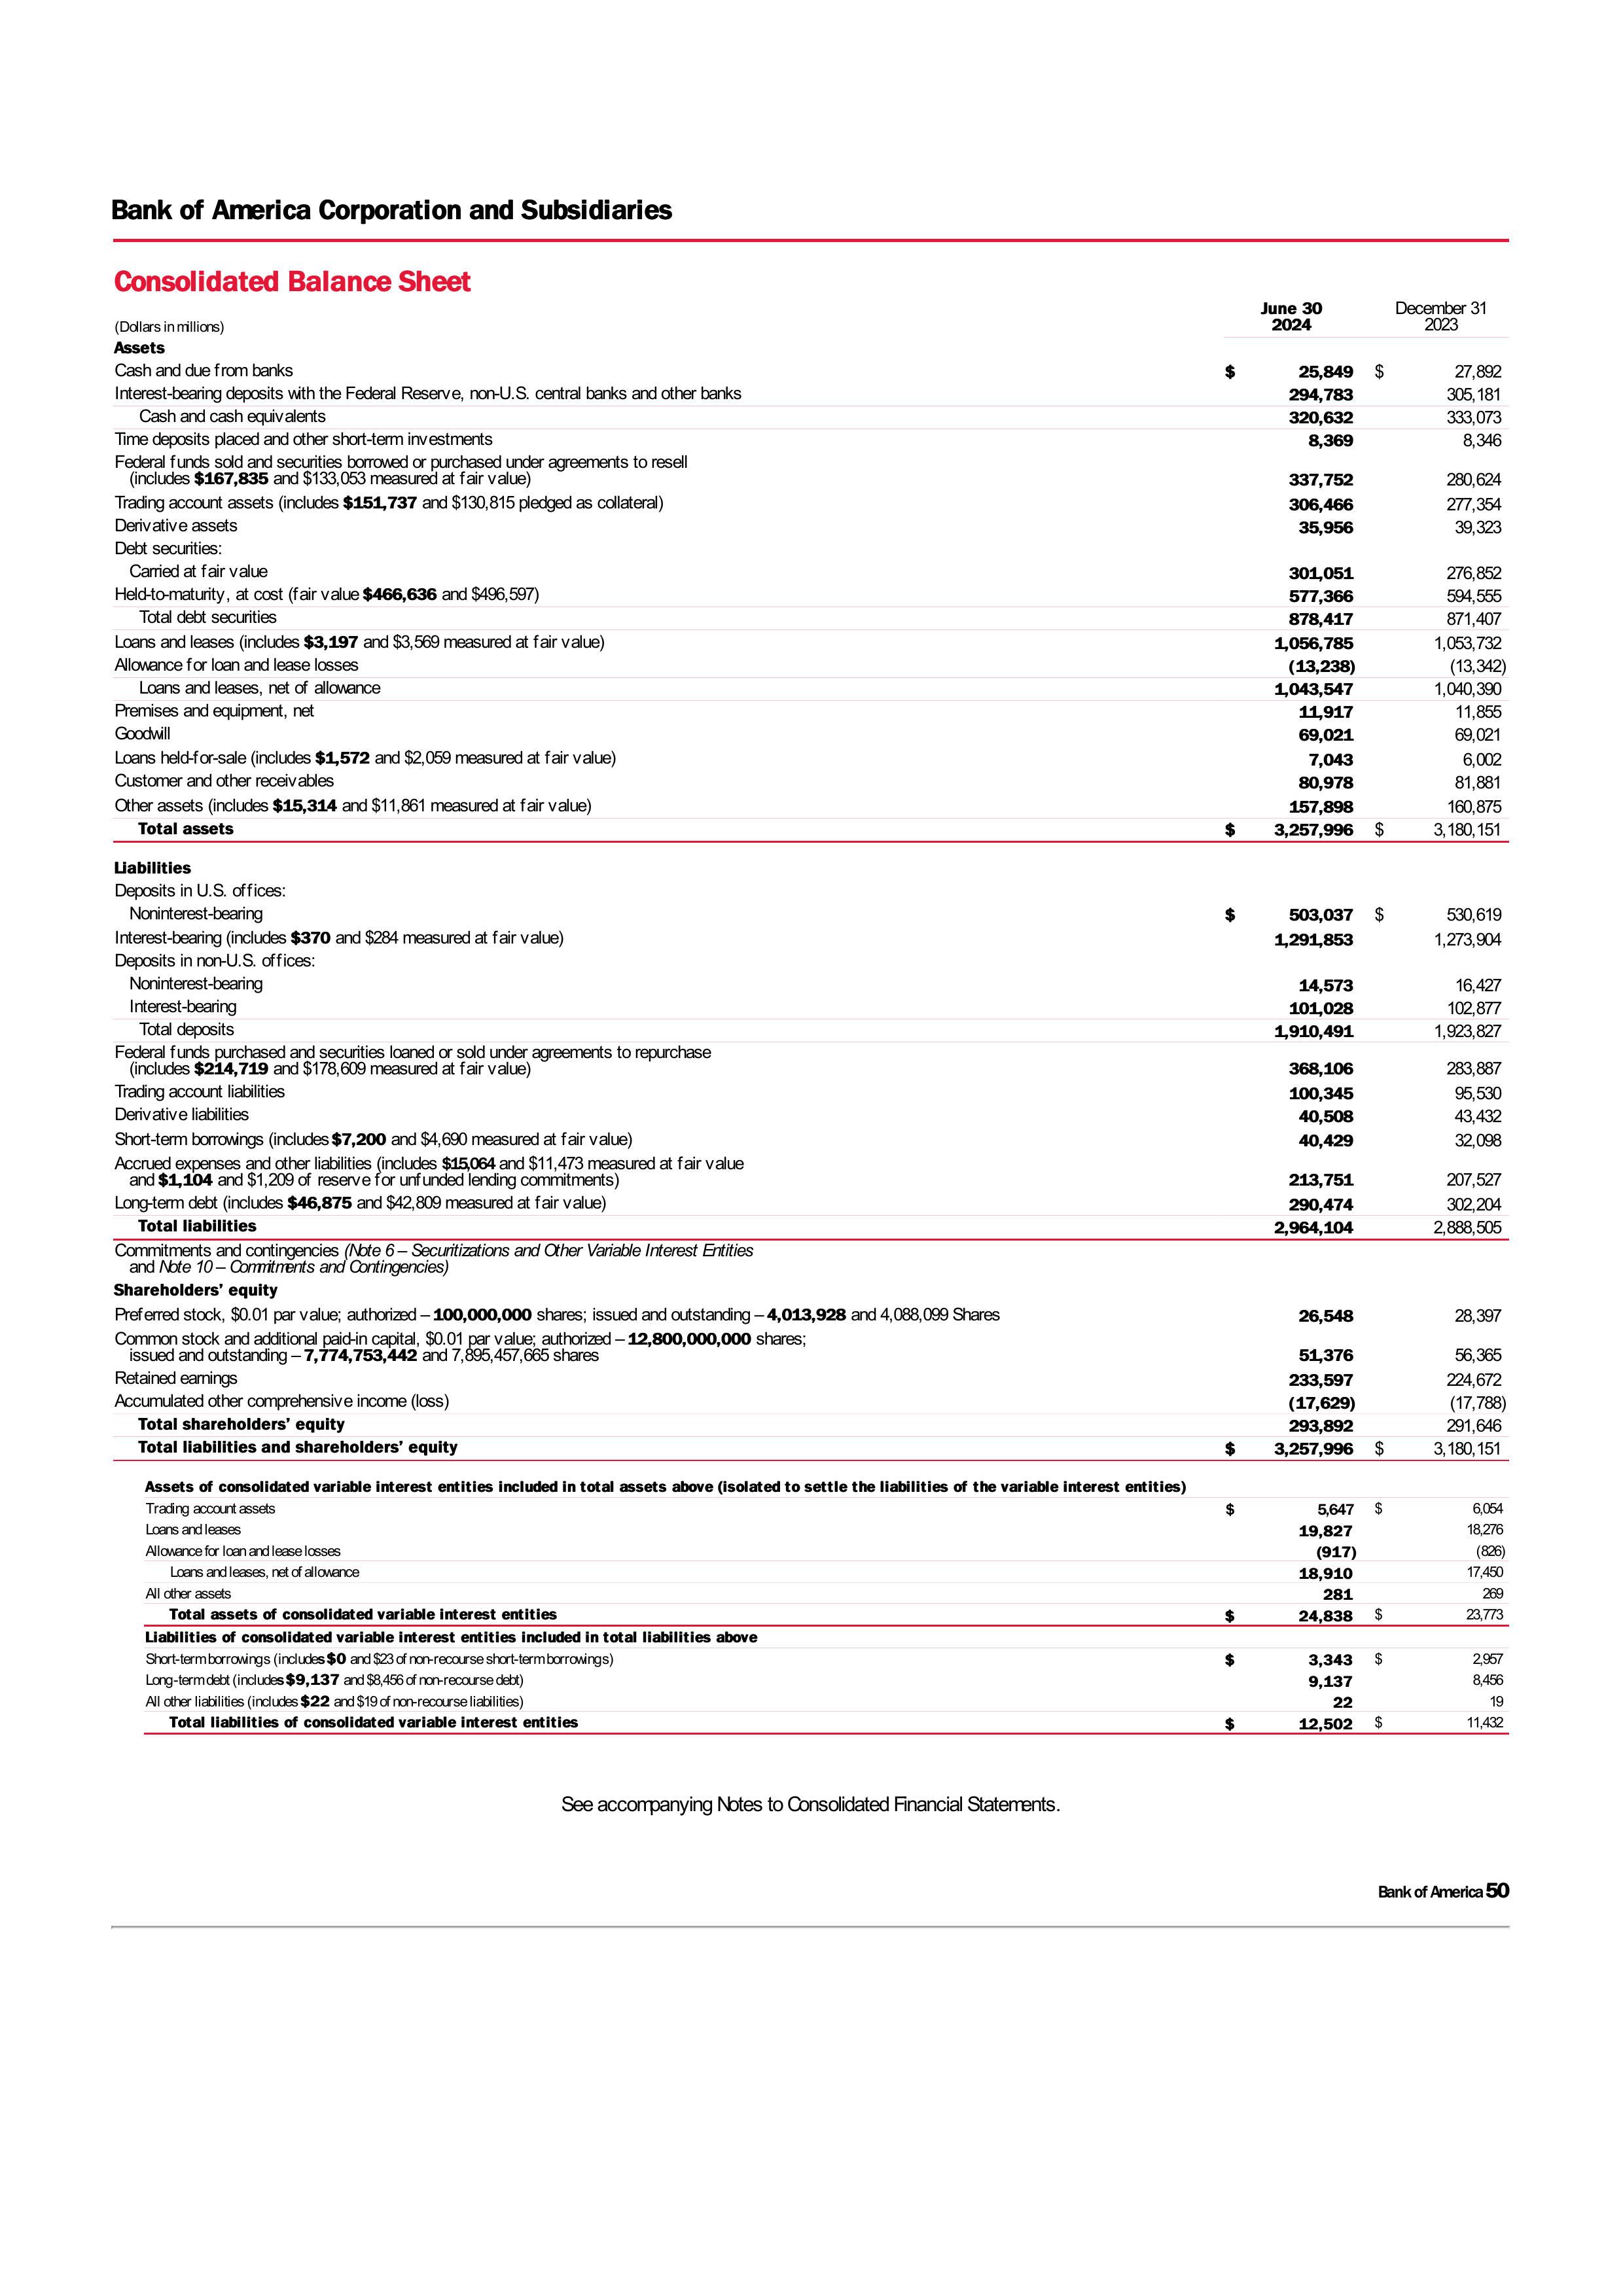 Bank of America Corporation and Subsidiaries
Consolidated Balance Sheet
June 30 December 31
(Dollars in millions) 2024 2023
Assets
Cash and due from banks $ 25,849 $ 27,892
Interest-bearing deposits with the Federal Reserve, non-U.S. central banks and other banks 294,783 305,181
Cash and cash equivalents 320,632 333,073
Time deposits placed and other short-term investments 8,369 8,346
Federal funds sold and securities borrowed or purchased under agreements to resell
(includes $167,835 and $133,053 measured at fair value) 337,752 280,624
Trading account assets (includes $151,737 and $130,815 pledged as collateral) 306,466 277,354
Derivative assets 35,956 39,323
Debt securities:
Carried at fair value 301,051 276,852
Held-to-maturity, at cost (fair value $466,636 and $496,597) 577,366 594,555
Total debt securities 878,417 871,407
Loans and leases (includes $3,197 and $3,569 measured at fair value) 1,056,785 1,053,732
Allowance for loan and lease losses (13,238) (13,342)
Loans and leases, net of allowance 1,043,547 1,040,390
Premises and equipment, net 11,917 11,855
Goodwill 69,021 69,021
Loans held-for-sale (includes $1,572 and $2,059 measured at fair value) 7,043 6,002
Customer and other receivables 80,978 81,881
Other assets (includes $15,314 and $11,861 measured at fair value) 157,898 160,875
Total assets $ 3,257,996 $ 3,180,151
Liabilities
Deposits in U.S. offices:
Noninterest-bearing $ 503,037 $ 530,619
Interest-bearing (includes $370 and $284 measured at fair value) 1,291,853 1,273,904
Deposits in non-U.S. offices:
Noninterest-bearing 14,573 16,427
Interest-bearing 101,028 102,877
Total deposits 1,910,491 1,923,827
Federal funds purchased and securities loaned or sold under agreements to repurchase
(includes $214,719 and $178,609 measured at fair value) 368,106 283,887
Trading account liabilities 100,345 95,530
Derivative liabilities 40,508 43,432
Short-term borrowings (includes $7,200 and $4,690 measured at fair value) 40,429 32,098
Accrued expenses and other liabilities (includes $15,064 and $11,473 measured at fair value
and $1,104 and $1,209 of reserve for unfunded lending commitments) 213,751 207,527
Long-term debt (includes $46,875 and $42,809 measured at fair value) 290,474 302,204
Total liabilities 2,964,104 2,888,505
Commitments and contingencies (Note 6 – Securitizations and Other Variable Interest Entities
and Note 10 – Commitments and Contingencies)
Shareholders' equity
Preferred stock, $0.01 par value; authorized – 100,000,000 shares; issued and outstanding – 4,013,928 and 4,088,099 Shares 26,548 28,397
Common stock and additional paid-in capital, $0.01 par value; authorized – 12,800,000,000 shares;
issued and outstanding – 7,774,753,442 and 7,895,457,665 shares 51,376 56,365
Retained earnings 233,597 224,672
Accumulated other comprehensive income (loss) (17,629) (17,788)
Total shareholders' equity 293,892 291,646
Total liabilities and shareholders' equity $ 3,257,996 $ 3,180,151
Assets of consolidated variable interest entities included in total assets above (isolated to settle the liabilities of the variable interest entities)
Trading account assets $ 5,647 $ 6,054
Loans and leases 19,827 18,276
Allowance for loan and lease losses (917) (826)
Loans and leases, net of allowance 18,910 17,450
All other assets 281 269
Total assets of consolidated variable interest entities $ 24,838 $ 23,773
Liabilities of consolidated variable interest entities included in total liabilities above
Short-term borrowings (includes $0 and $23 of non-recourse short-term borrowings) $ 3,343 $ 2,957
Long-term debt (includes $9,137 and $8,456 of non-recourse debt) 9,137 8,456
All other liabilities (includes $22 and $19 of non-recourse liabilities) 22 19
Total liabilities of consolidated variable interest entities $ 12,502 $ 11,432
See accompanying Notes to Consolidated Financial Statements.
Bank of America 50